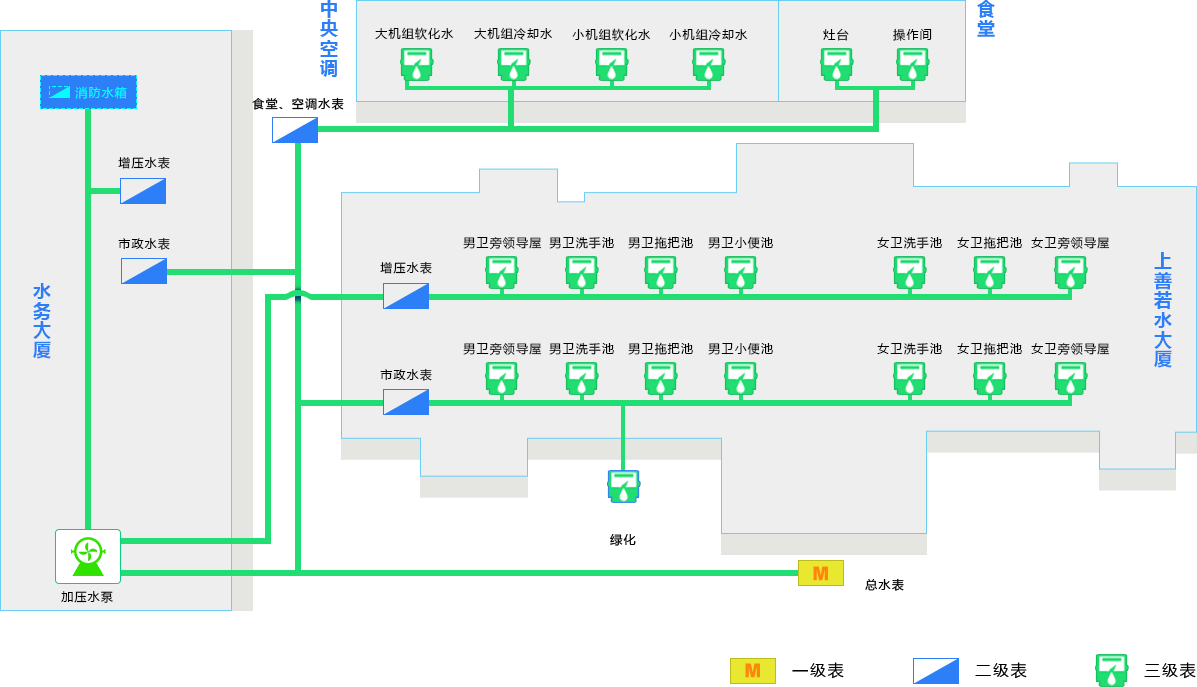 中央空调
大机组软化水
大机组冷却水
小机组软化水
小机组冷却水
灶台
操作间
食堂
消防水箱
食堂、空调水表
增压水表
市政水表
水务大厦
增压水表
男卫旁领导屋
男卫洗手池
男卫拖把池
男卫小便池
女卫洗手池
女卫拖把池
女卫旁领导屋
上善若水大厦
市政水表
男卫旁领导屋
男卫洗手池
男卫拖把池
男卫小便池
女卫洗手池
女卫拖把池
女卫旁领导屋
绿化
加压水泵
M
总水表
M
一级表
二级表
三级表